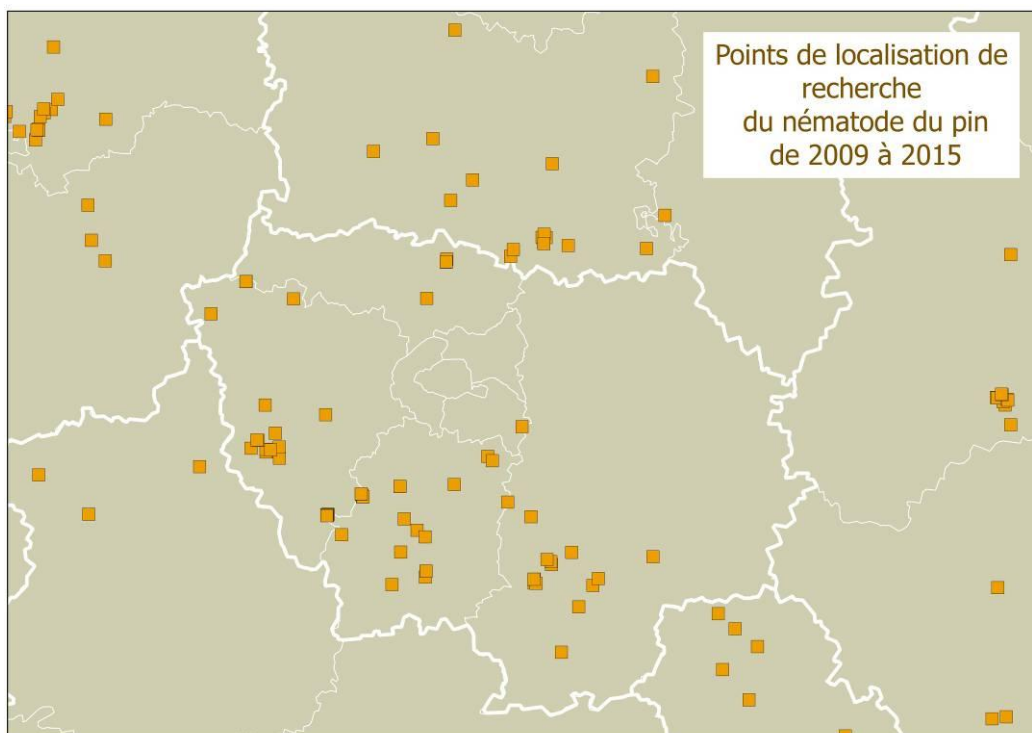 Points de localisation de
recherche
du nématode du pin
de 2009 à 2015